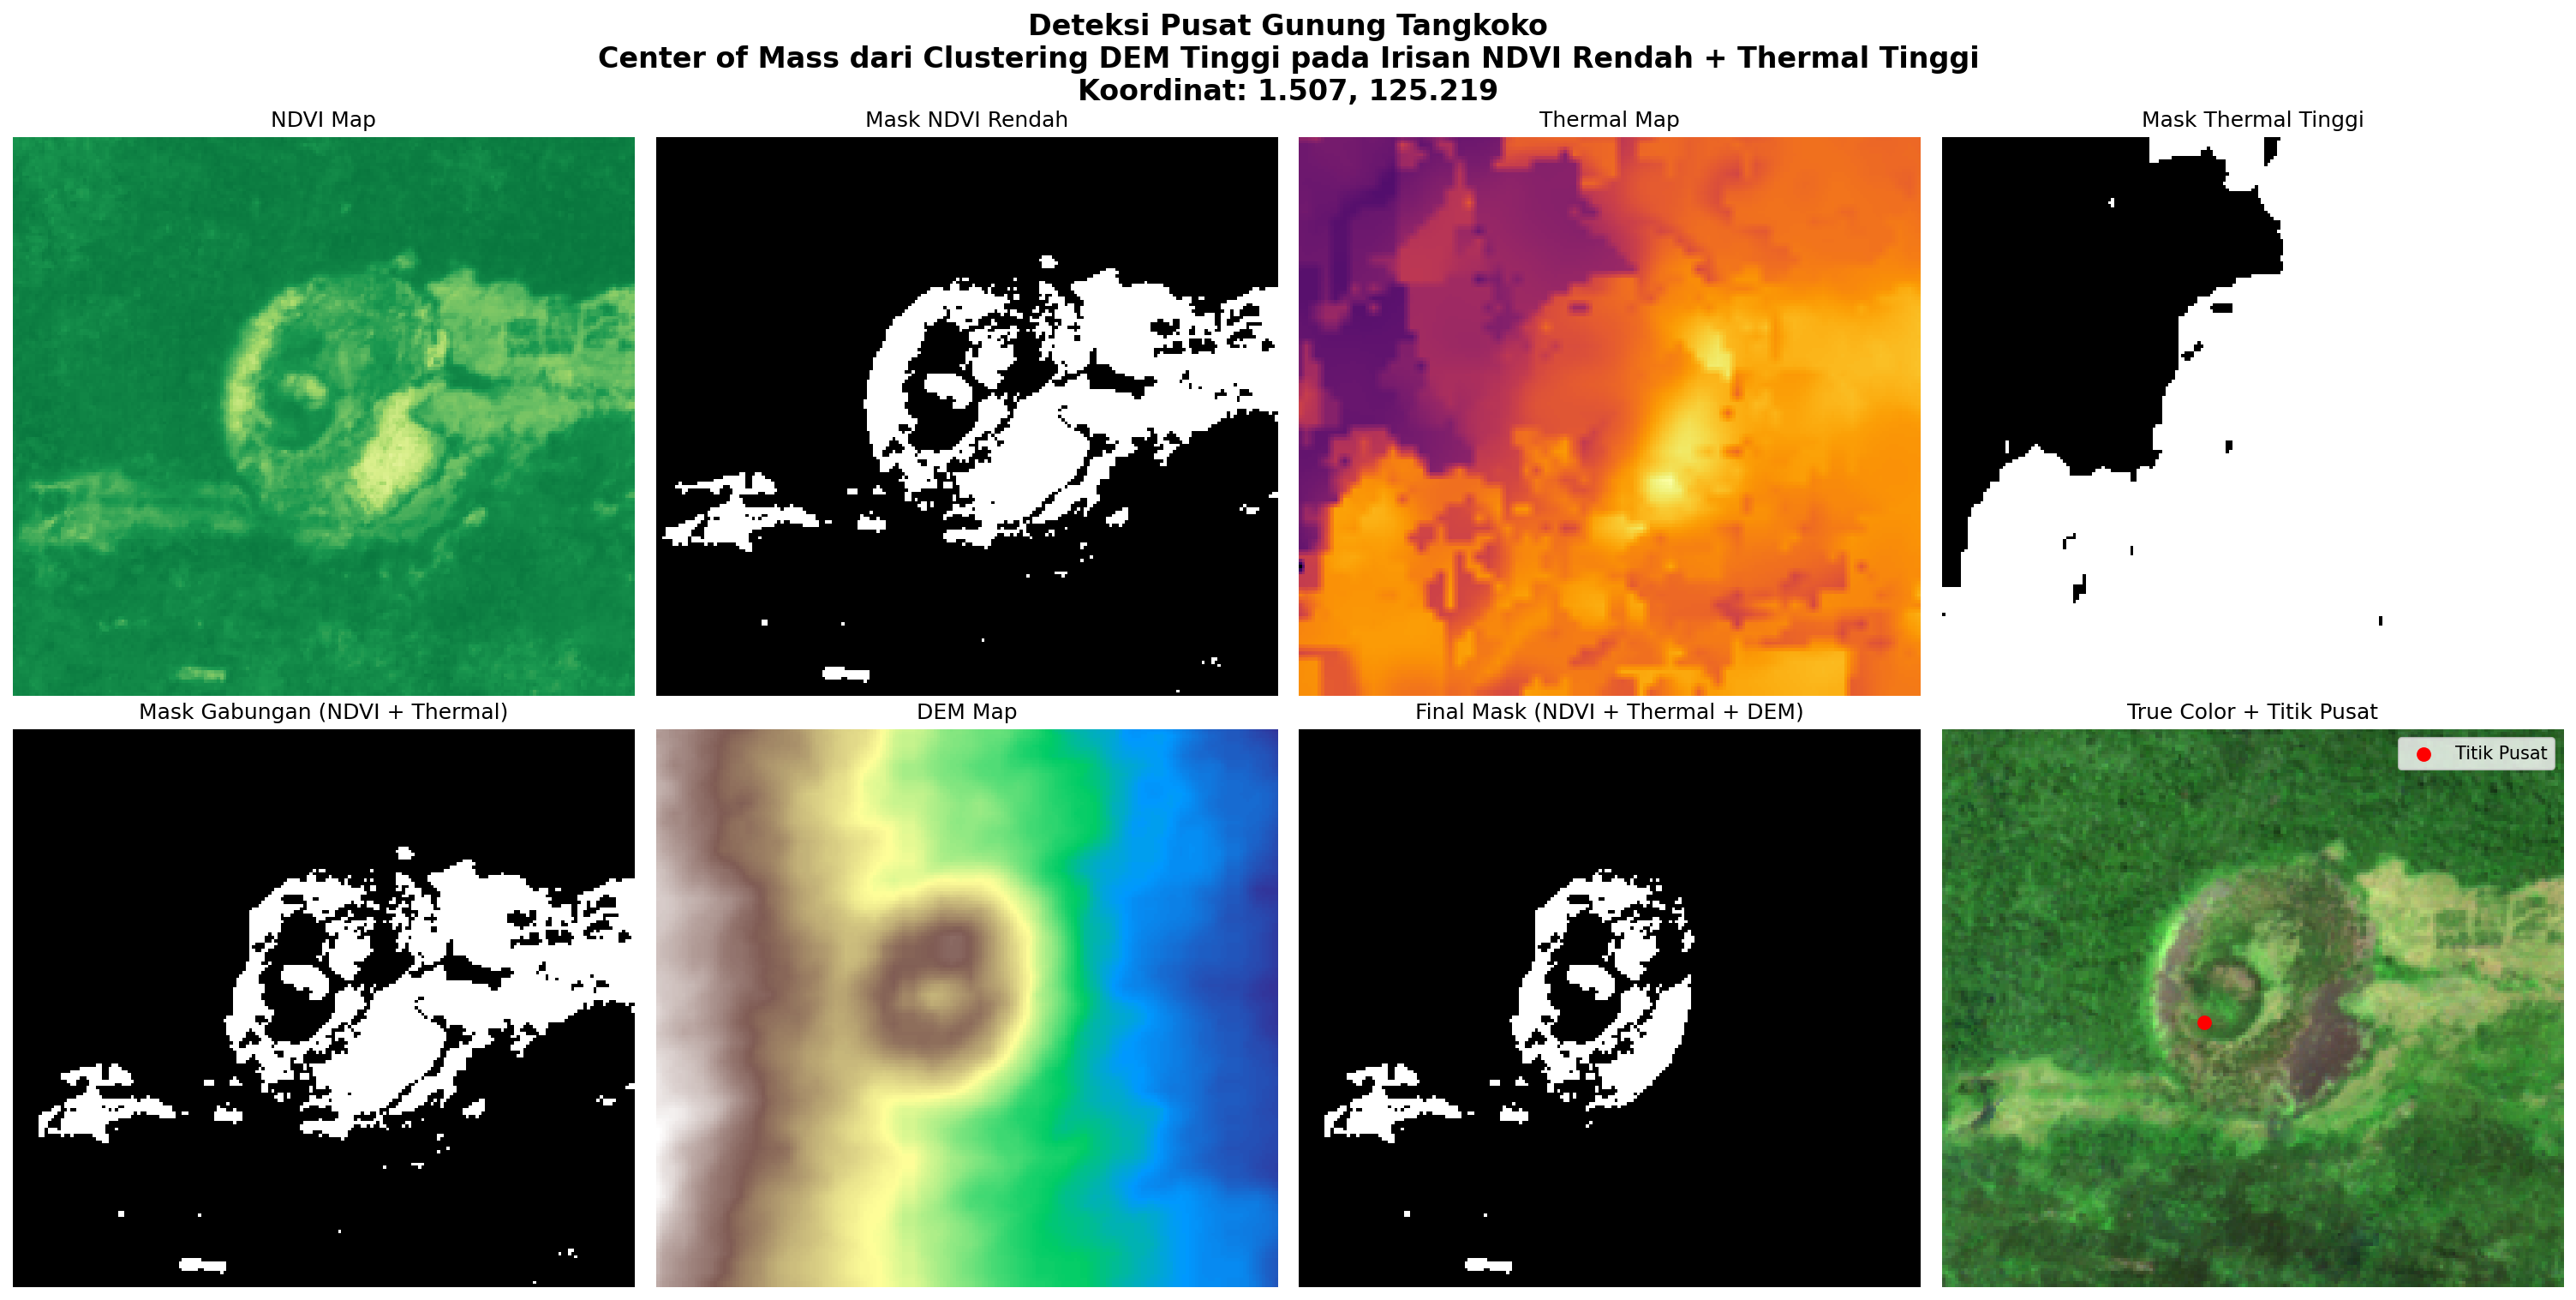 Deteksi Pusat Gunung Tangkoko
Center of Mass dari Clustering DEM Tinggi pada Irisan NDVI Rendah + Thermal Tinggi
Koordinat: 1.507, 125.219
NDVI Map
Mask NDVI Rendah
Thermal Map
Mask Thermal Tinggi
Mask Gabungan (NDVI + Thermal)
DEM Map
Final Mask (NDVI + Thermal + DEM)
True Color + Titik Pusat
Titik Pusat